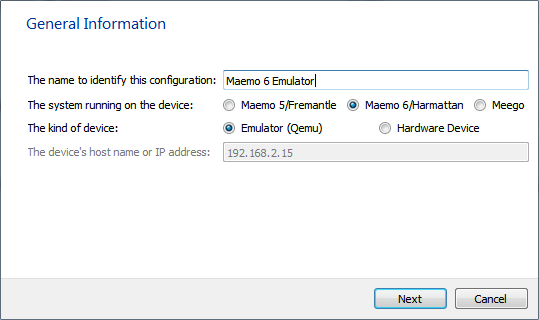 General Information
The name to identify this configuration: Maemo 6 Emulator
The system running on the device: Maemo 5/Fremantle Maemo 6/Harmattan Meego
The kind of device: Emulator (Qemu) Hardware Device
The device's host name or IP address: 192.168.2.15
Next Cancel